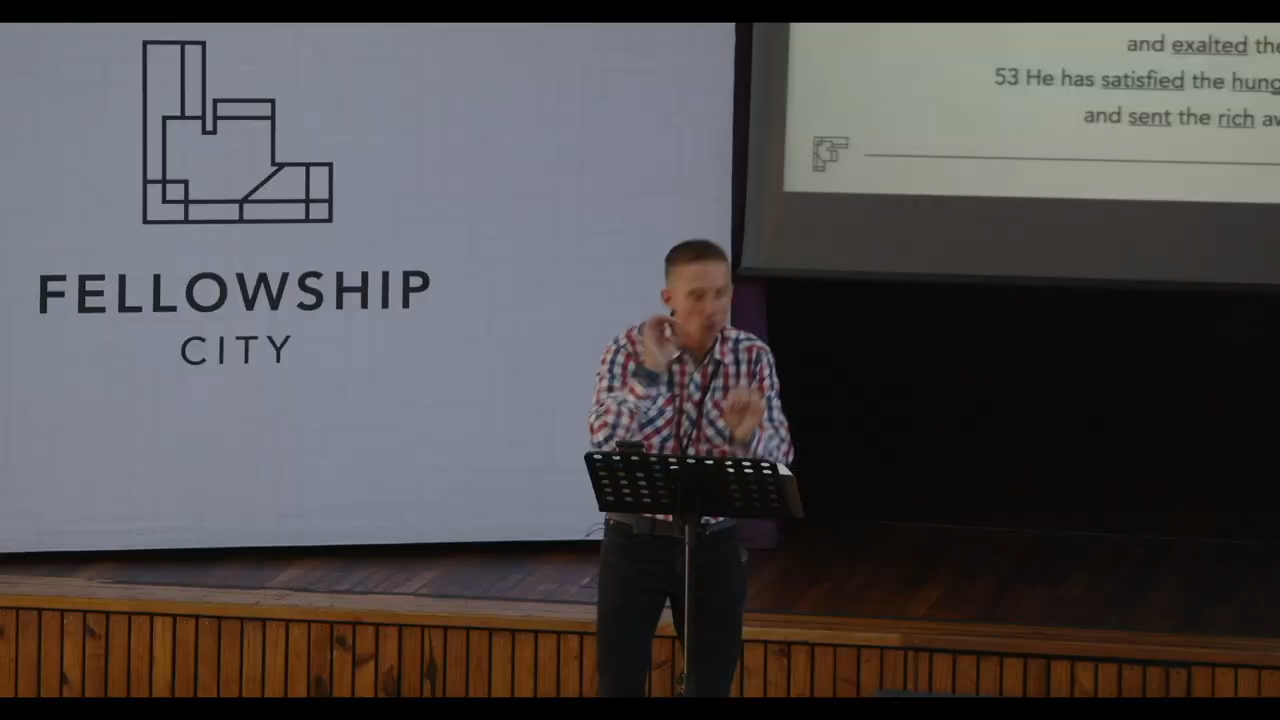 FELLOWSHIP
CITY
and exalted
53 He has satisfied the
and sent the rich